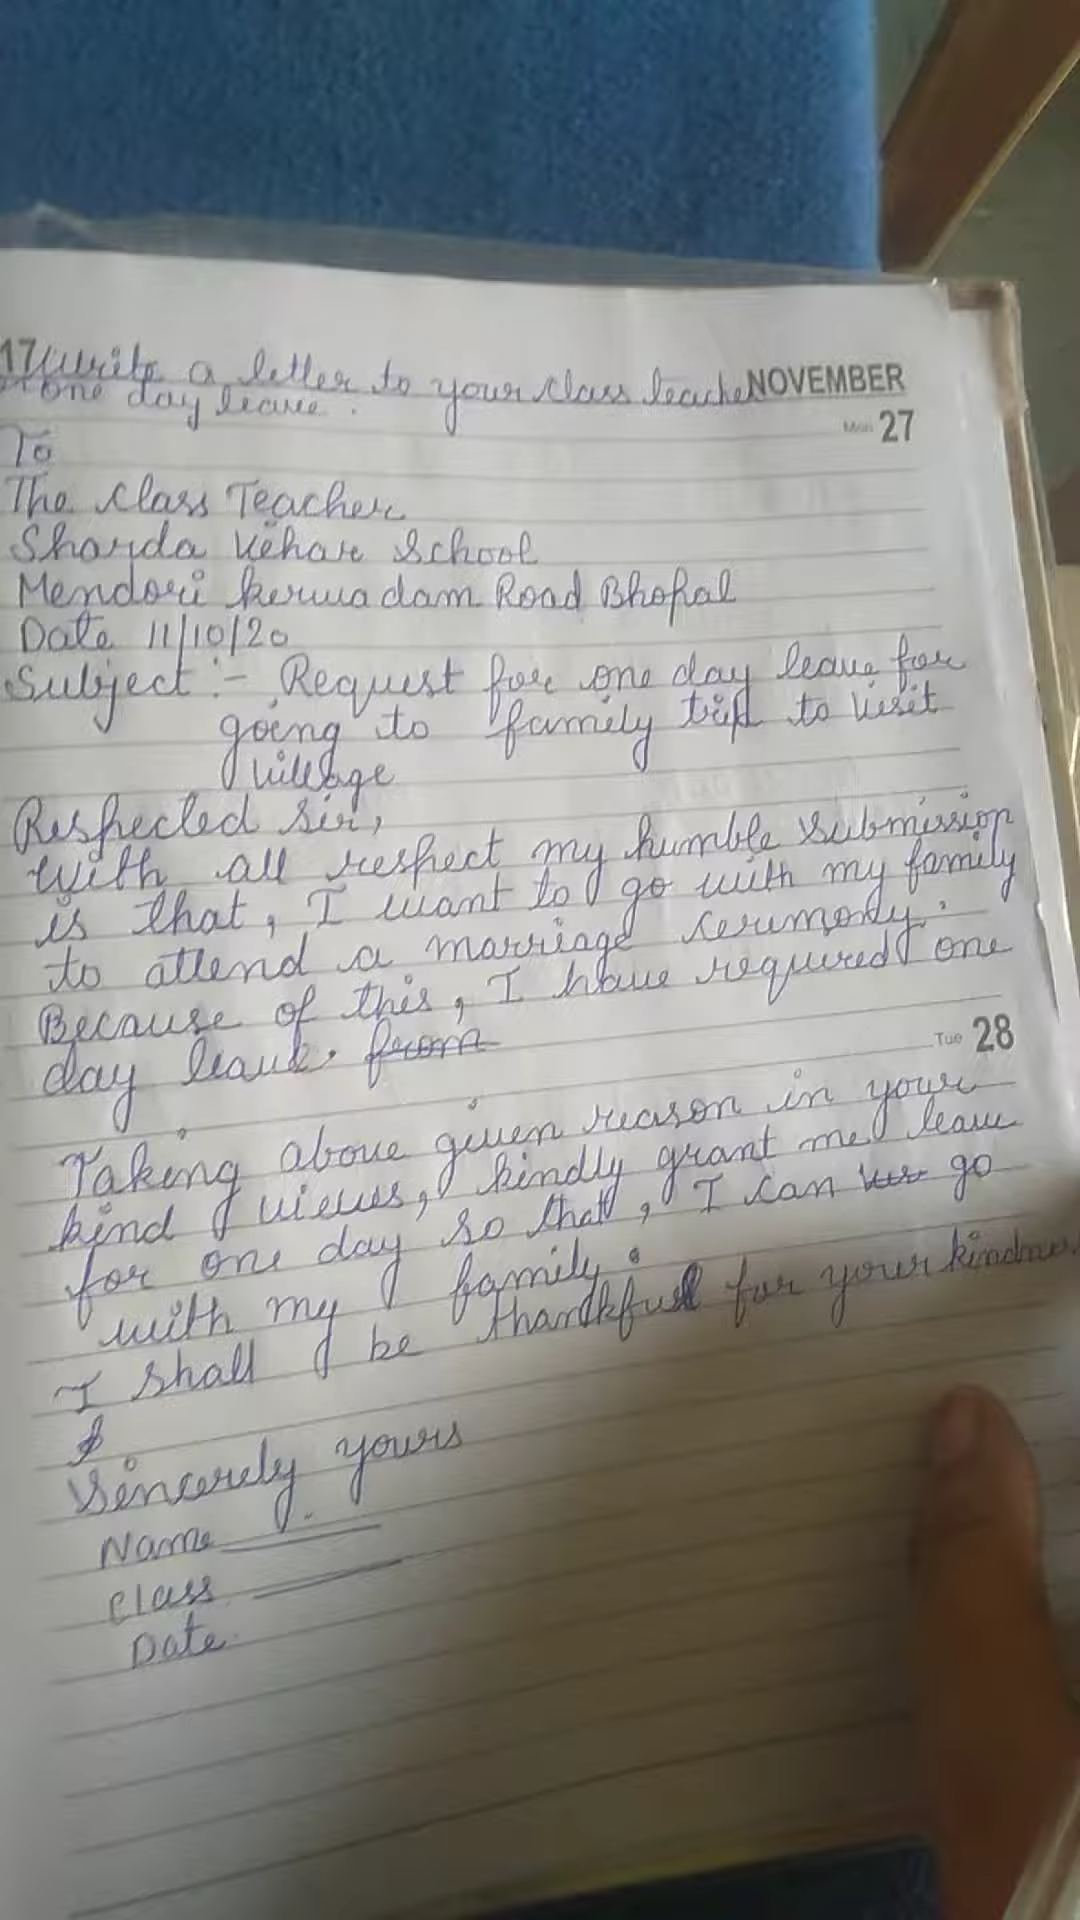 17 Write a letter to your class teacher NOVEMBER
one day leave.
Mon 27
To
The Class Teacher
Sharda Vihar School
Mendori kerwadam Road Bhopal
Date 11/10/20
Subject :- Request for one day leave for
going to family trip to visit
village
Respected Sir,
With all respect my humble submission
is that, I want to go with my family
to attend a marriage ceremony.
Because of this, I have required one
day leave. from
Tue 28
Taking above given reason in your
kind views, kindly grant me leave
for one day so that, I can go
with my family.
I shall be thankful for your kindness
Sincerely yours
Name
Class
Date